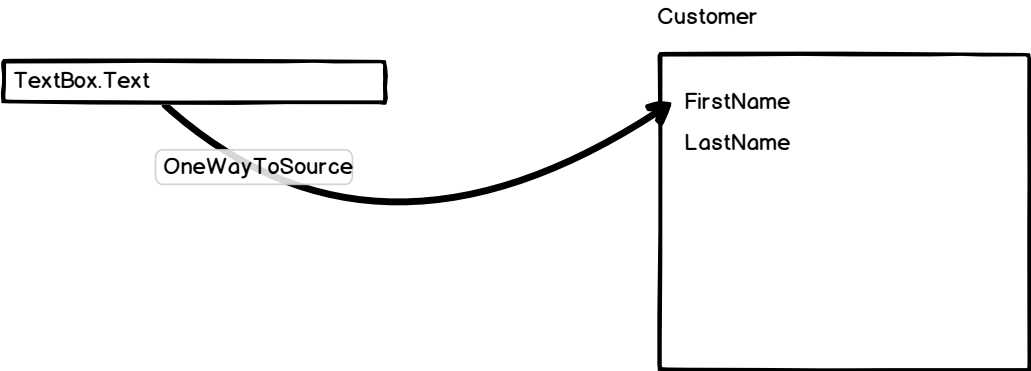 Customer
TextBox.Text
FirstName
LastName
OneWayToSource